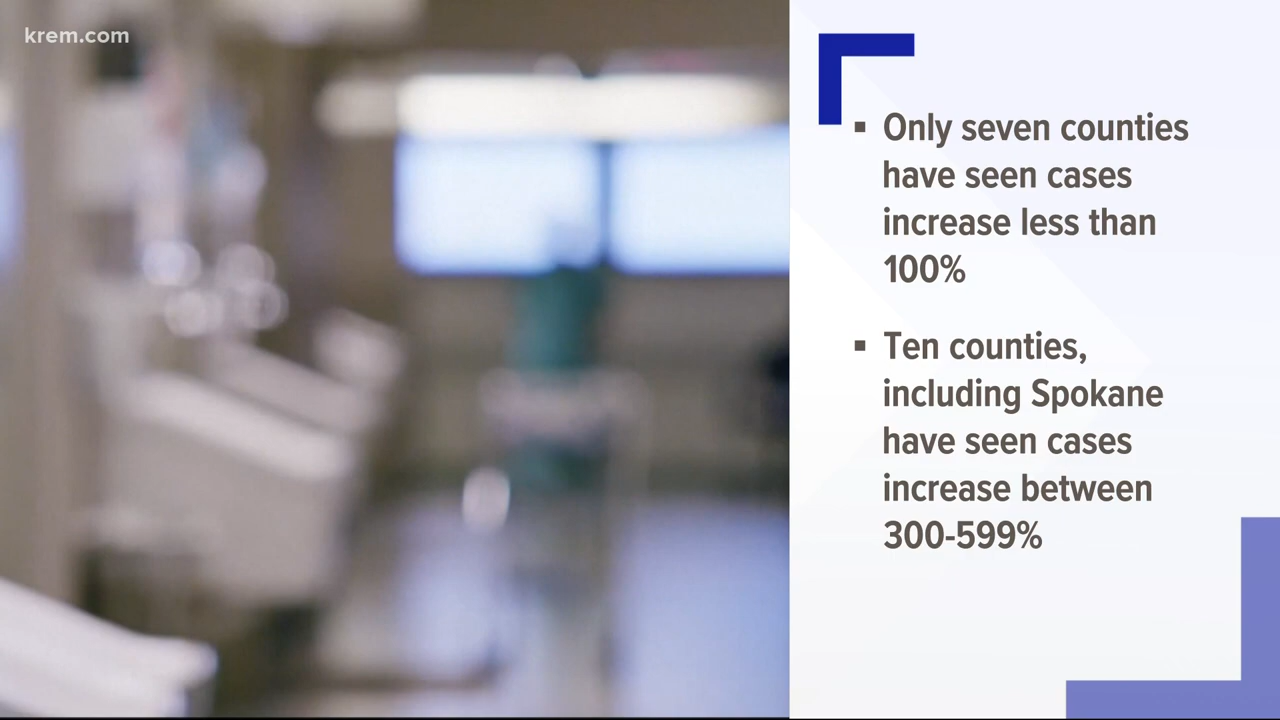 krem.com
▪ Only seven counties
have seen cases
increase less than
100%
▪ Ten counties,
including Spokane
have seen cases
increase between
300-599%